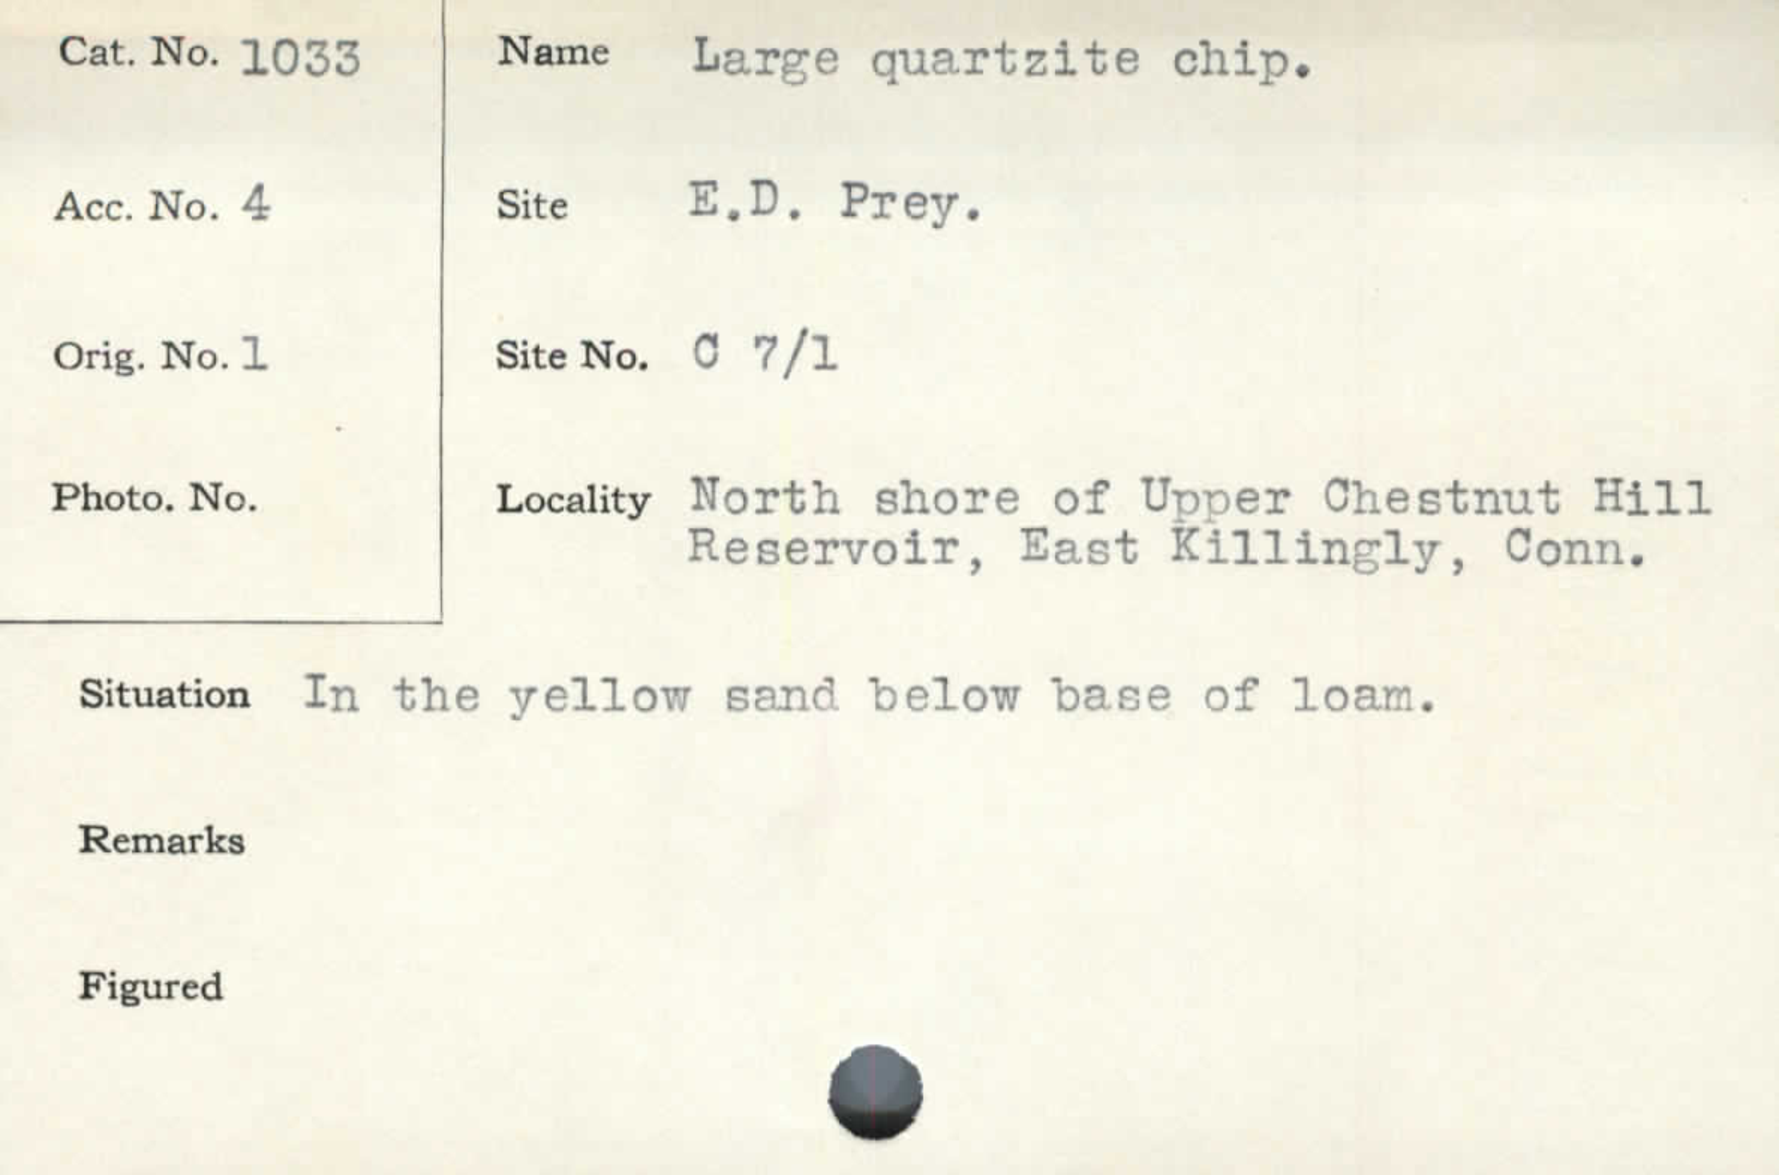 Cat. No. 1033
Name Large quartzite chip.
Acc. No. 4
Site E.D. Prey.
Orig. No. 1
Site No. C 7/1
Photo. No.
Locality North shore of Upper Chestnut Hill
Reservoir, East Killingly, Conn.
Situation In the yellow sand below base of loam.
Remarks
Figured